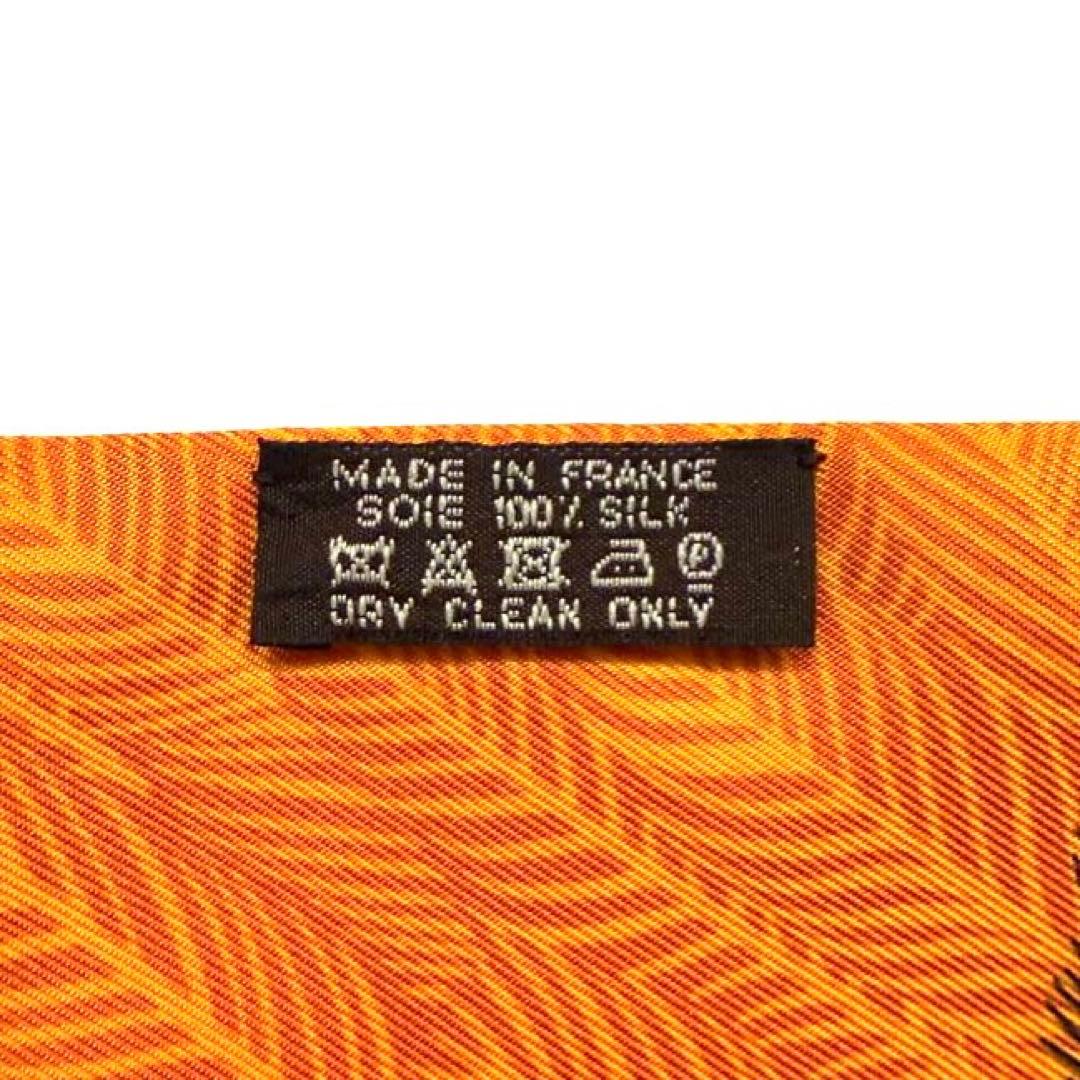 MADE IN FRANCE
SOIE 100% SILK
P
DRY CLEAN ONLY